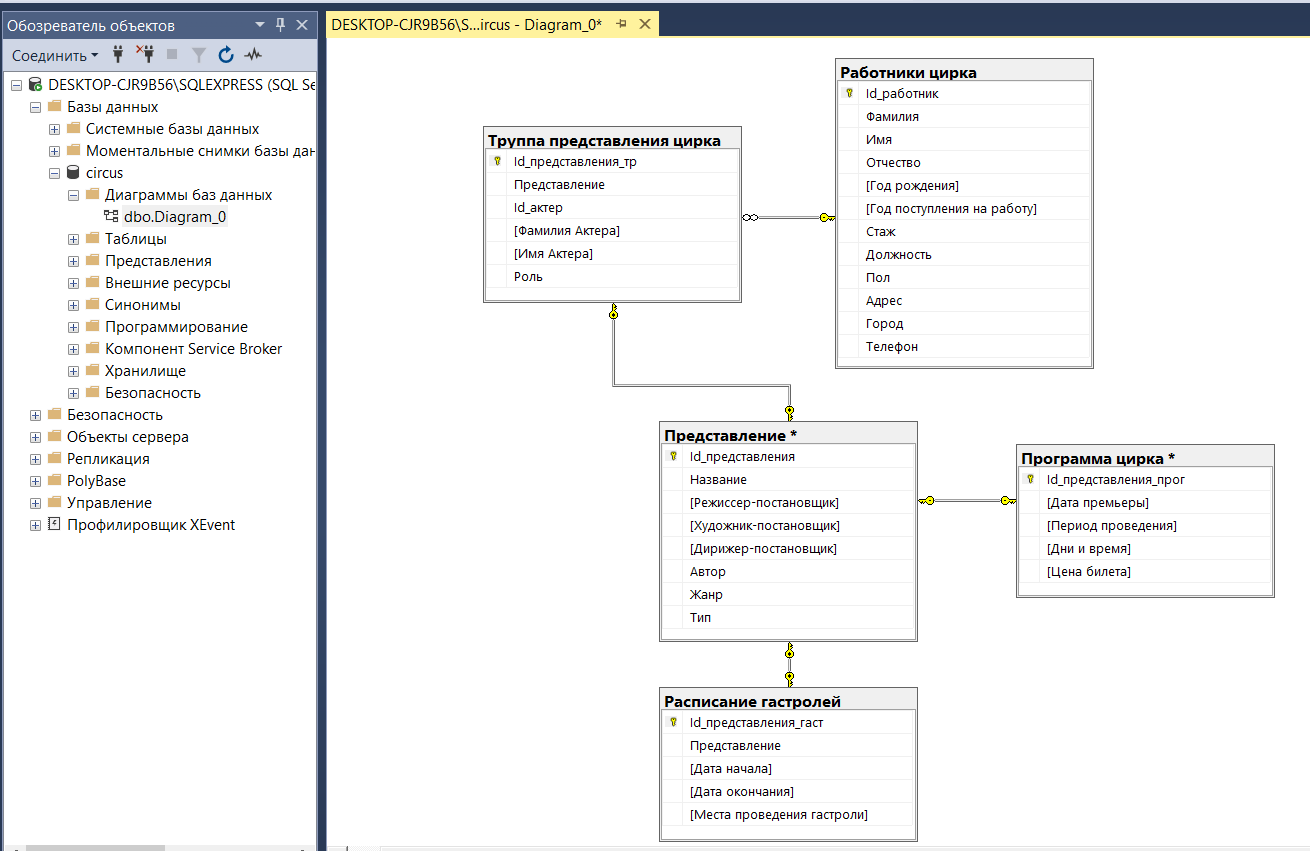 Обозреватель объектов
Соединить
DESKTOP-CJR9B56\SQLEXPRESS (SQL Se
Базы данных
Системные базы данных
Моментальные снимки базы дан
circus
Диаграммы баз данных
dbo.Diagram_0
Таблицы
Представления
Внешние ресурсы
Синонимы
Программирование
Компонент Service Broker
Хранилище
Безопасность
Безопасность
Объекты сервера
Репликация
PolyBase
Управление
Профилировщик XEvent
DESKTOP-CJR9B56\S...ircus - Diagram_0*
Работники цирка
Id_работник
Фамилия
Имя
Отчество
[Год рождения]
[Год поступления на работу]
Стаж
Должность
Пол
Адрес
Город
Телефон
Труппа представления цирка
Id_представления_тр
Представление
Id_актер
[Фамилия Актера]
[Имя Актера]
Роль
Представление *
Id_представления
Название
[Режиссер-постановщик]
[Художник-постановщик]
[Дирижер-постановщик]
Автор
Жанр
Тип
Программа цирка *
Id_представления_прог
[Дата премьеры]
[Период проведения]
[Дни и время]
[Цена билета]
Расписание гастролей
Id_представления_гаст
Представление
[Дата начала]
[Дата окончания]
[Места проведения гастроли]